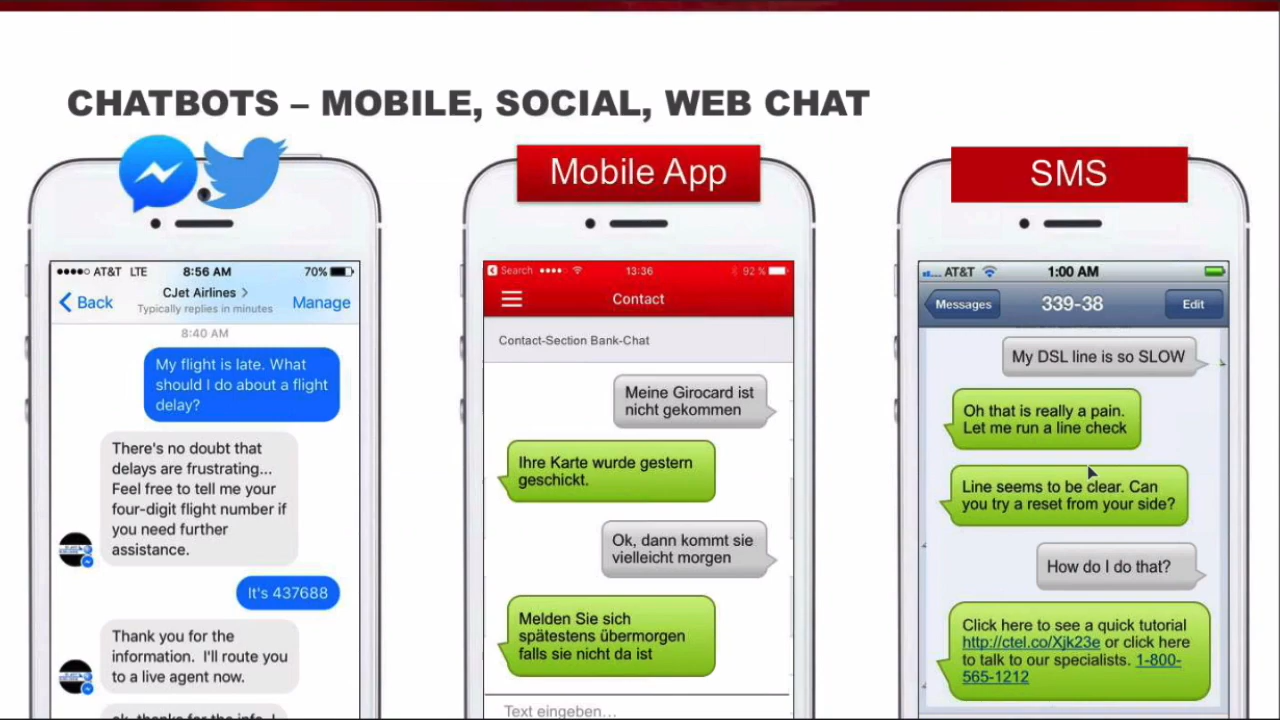 CHATBOTS – MOBILE, SOCIAL, WEB CHAT
AT&T LTE 8:56 AM 70%
Back
CJet Airlines >
Typically replies in minutes
Manage
8:40 AM
My flight is late. What
should I do about a flight
delay?
There's no doubt that
delays are frustrating...
Feel free to tell me your
four-digit flight number if
you need further
assistance.
It's 437688
Thank you for the
information. I'll route you
to a live agent now.
ok, thanks for the info. I
Mobile App
Search 13:36 92 %
Contact
Contact-Section Bank-Chat
Meine Girocard ist
nicht gekommen
Ihre Karte wurde gestern
geschickt.
Ok, dann kommt sie
vielleicht morgen
Melden Sie sich
spätestens übermorgen
falls sie nicht da ist
Text eingeben...
SMS
AT&T 1:00 AM
Messages
339-38
Edit
My DSL line is so SLOW
Oh that is really a pain.
Let me run a line check
Line seems to be clear. Can
you try a reset from your side?
How do I do that?
Click here to see a quick tutorial
http://ctel.co/Xjk23e or click here
to talk to our specialists. 1-800-
565-1212